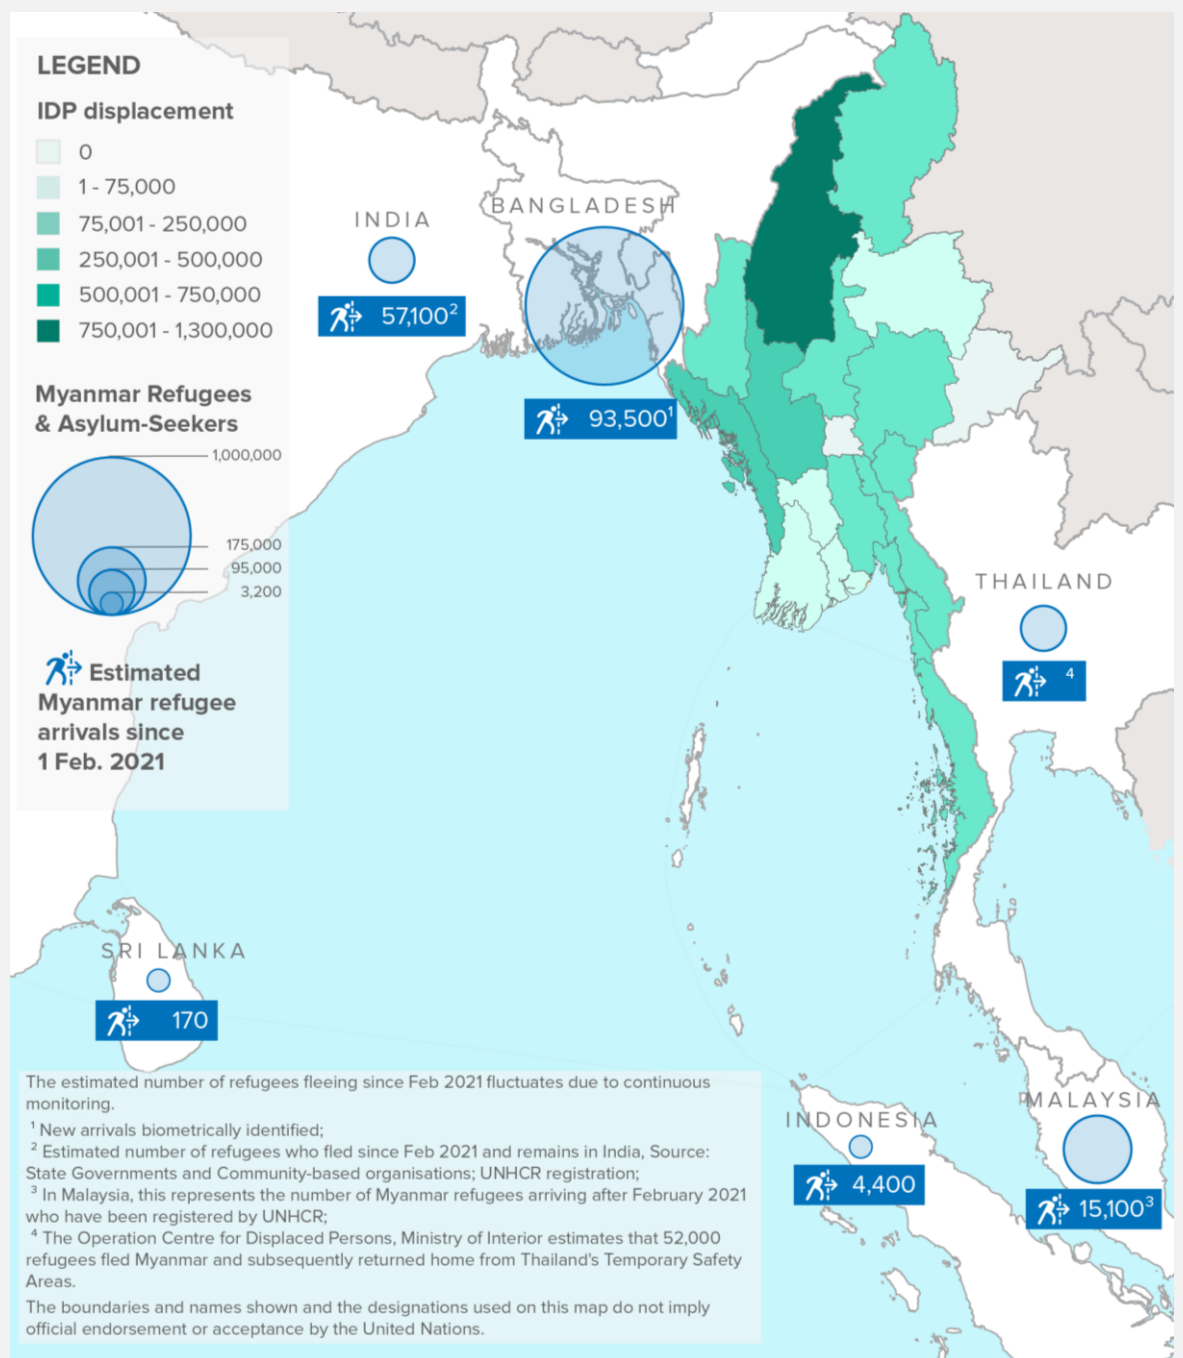 LEGEND
IDP displacement
0
1 - 75,000
75,001 - 250,000
250,001 - 500,000
500,001 - 750,000
750,001 - 1,300,000
Myanmar Refugees
& Asylum-Seekers
1,000,000
175,000
95,000
3,200
Estimated
Myanmar refugee
arrivals since
1 Feb. 2021
INDIA
57,100²
BANGLADESH
93,500¹
THAILAND
⁴
SRI LANKA
170
INDONESIA
4,400
MALAYSIA
15,100³
The estimated number of refugees fleeing since Feb 2021 fluctuates due to continuous
monitoring.
¹ New arrivals biometrically identified;
² Estimated number of refugees who fled since Feb 2021 and remains in India, Source:
State Governments and Community-based organisations; UNHCR registration;
³ In Malaysia, this represents the number of Myanmar refugees arriving after February 2021
who have been registered by UNHCR;
⁴ The Operation Centre for Displaced Persons, Ministry of Interior estimates that 52,000
refugees fled Myanmar and subsequently returned home from Thailand's Temporary Safety
Areas.
The boundaries and names shown and the designations used on this map do not imply
official endorsement or acceptance by the United Nations.